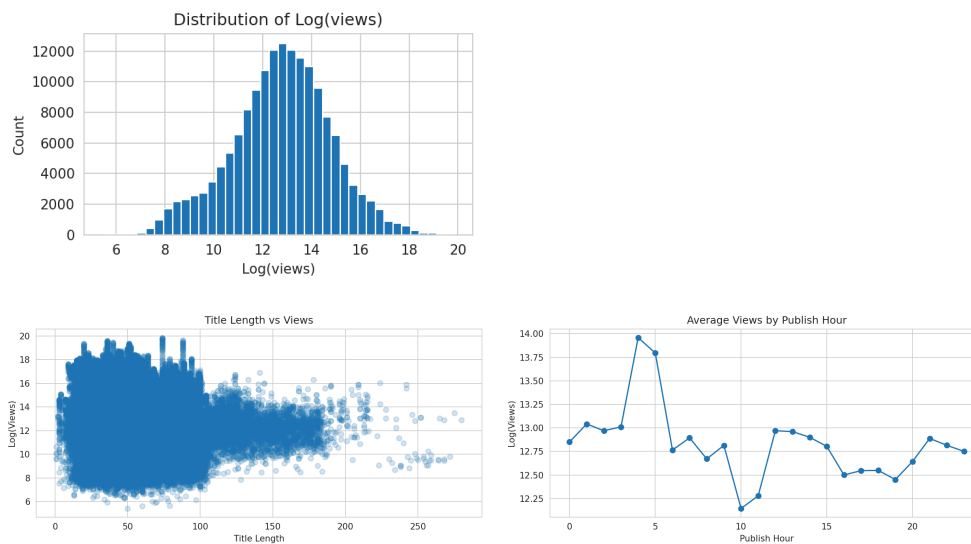 Distribution of Log(views)
12000
10000
8000
6000
4000
2000
0
Count
6 8 10 12 14 16 18 20
Log(views)
Title Length vs Views
20
18
16
14
12
10
8
6
Log(Views)
0 50 100 150 200 250
Title Length
Average Views by Publish Hour
14.00
13.75
13.50
13.25
13.00
12.75
12.50
12.25
Log(Views)
0 5 10 15 20
Publish Hour